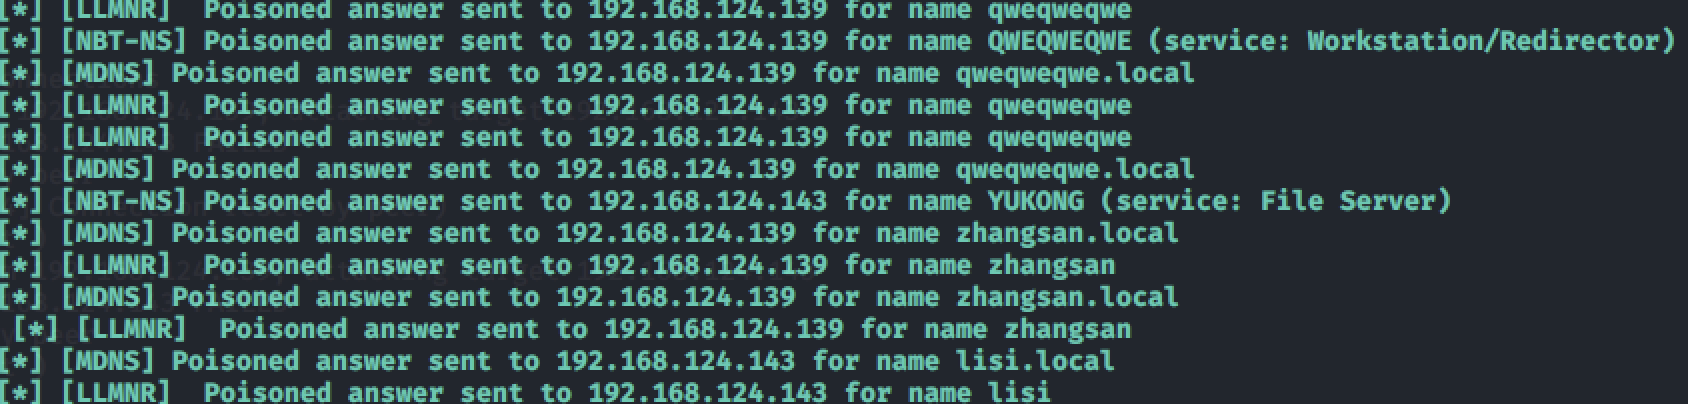 [*] [LLMNR]  Poisoned answer sent to 192.168.124.139 for name qweqweqwe
[*] [NBT-NS] Poisoned answer sent to 192.168.124.139 for name QWEQWEQWE (service: Workstation/Redirector)
[*] [MDNS] Poisoned answer sent to 192.168.124.139 for name qweqweqwe.local
[*] [LLMNR]  Poisoned answer sent to 192.168.124.139 for name qweqweqwe
[*] [LLMNR]  Poisoned answer sent to 192.168.124.139 for name qweqweqwe
[*] [MDNS] Poisoned answer sent to 192.168.124.139 for name qweqweqwe.local
[*] [NBT-NS] Poisoned answer sent to 192.168.124.143 for name YUKONG (service: File Server)
[*] [MDNS] Poisoned answer sent to 192.168.124.139 for name zhangsan.local
[*] [LLMNR]  Poisoned answer sent to 192.168.124.139 for name zhangsan
[*] [MDNS] Poisoned answer sent to 192.168.124.139 for name zhangsan.local
[*] [LLMNR]  Poisoned answer sent to 192.168.124.139 for name zhangsan
[*] [MDNS] Poisoned answer sent to 192.168.124.143 for name lisi.local
[*] [LLMNR]  Poisoned answer sent to 192.168.124.143 for name lisi